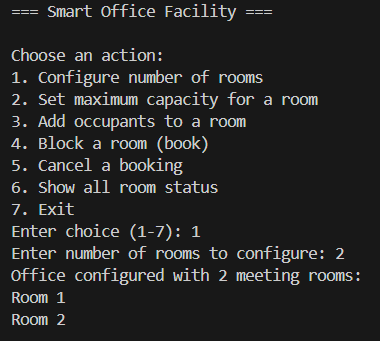 === Smart Office Facility ===
Choose an action:
1. Configure number of rooms
2. Set maximum capacity for a room
3. Add occupants to a room
4. Block a room (book)
5. Cancel a booking
6. Show all room status
7. Exit
Enter choice (1-7): 1
Enter number of rooms to configure: 2
Office configured with 2 meeting rooms:
Room 1
Room 2